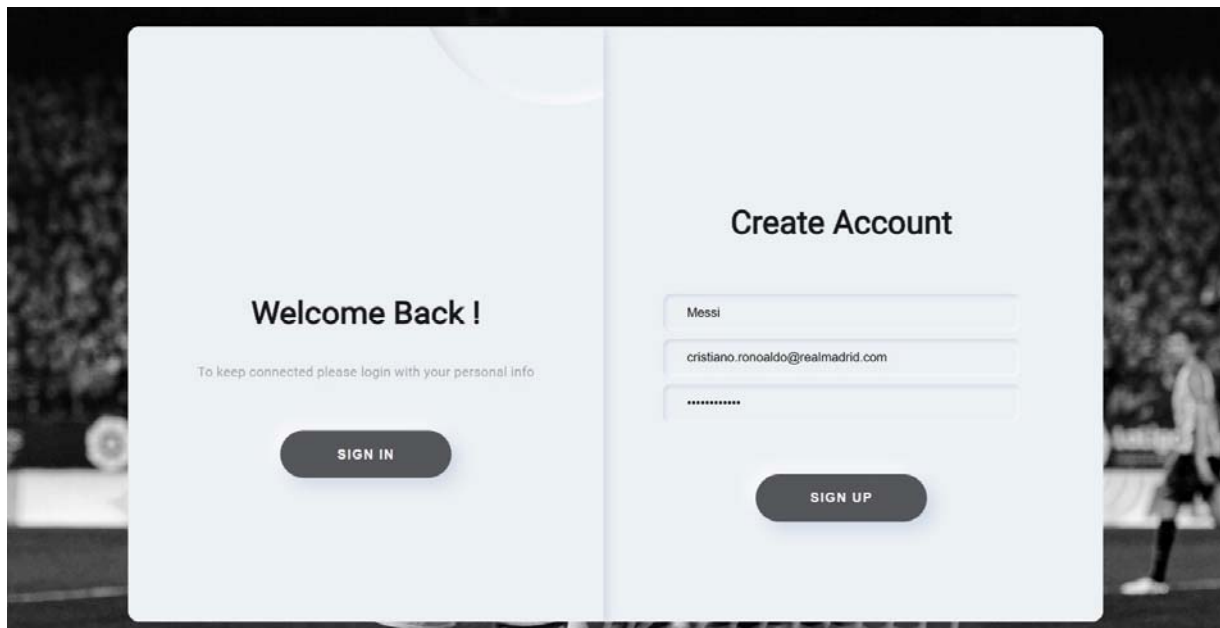 Welcome Back !
To keep connected please login with your personal info
SIGN IN
Create Account
Messi
cristiano.ronoaldo@realmadrid.com
••••••••••••
SIGN UP